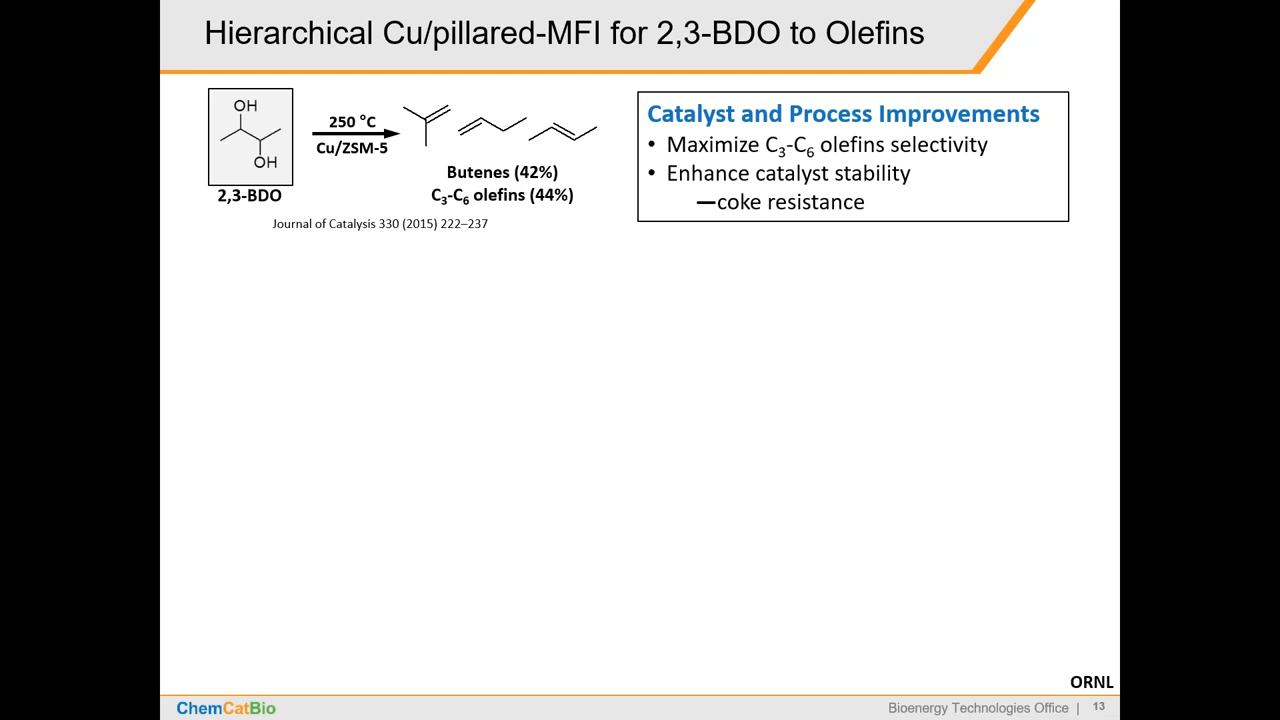 Hierarchical Cu/pillared-MFI for 2,3-BDO to Olefins
OH
OH
2,3-BDO
250 °C
Cu/ZSM-5
Butenes (42%)
C₃-C₆ olefins (44%)
Journal of Catalysis 330 (2015) 222–237
Catalyst and Process Improvements
• Maximize C₃-C₆ olefins selectivity
• Enhance catalyst stability
—coke resistance
ORNL
ChemCatBio
Bioenergy Technologies Office | 13